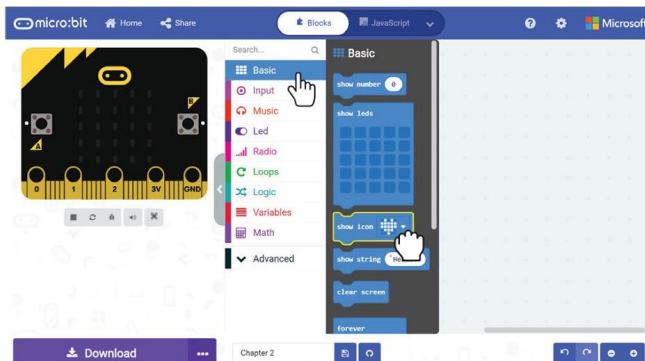 micro:bit Home Share Blocks JavaScript Microsoft
Search...
Basic
Input
Music
Led
Radio
Loops
Logic
Variables
Math
Advanced
Basic
show number 0
show leds
show icon
show string
clear screen
forever
A
B
0 1 2 3V GND
Download
Chapter 2